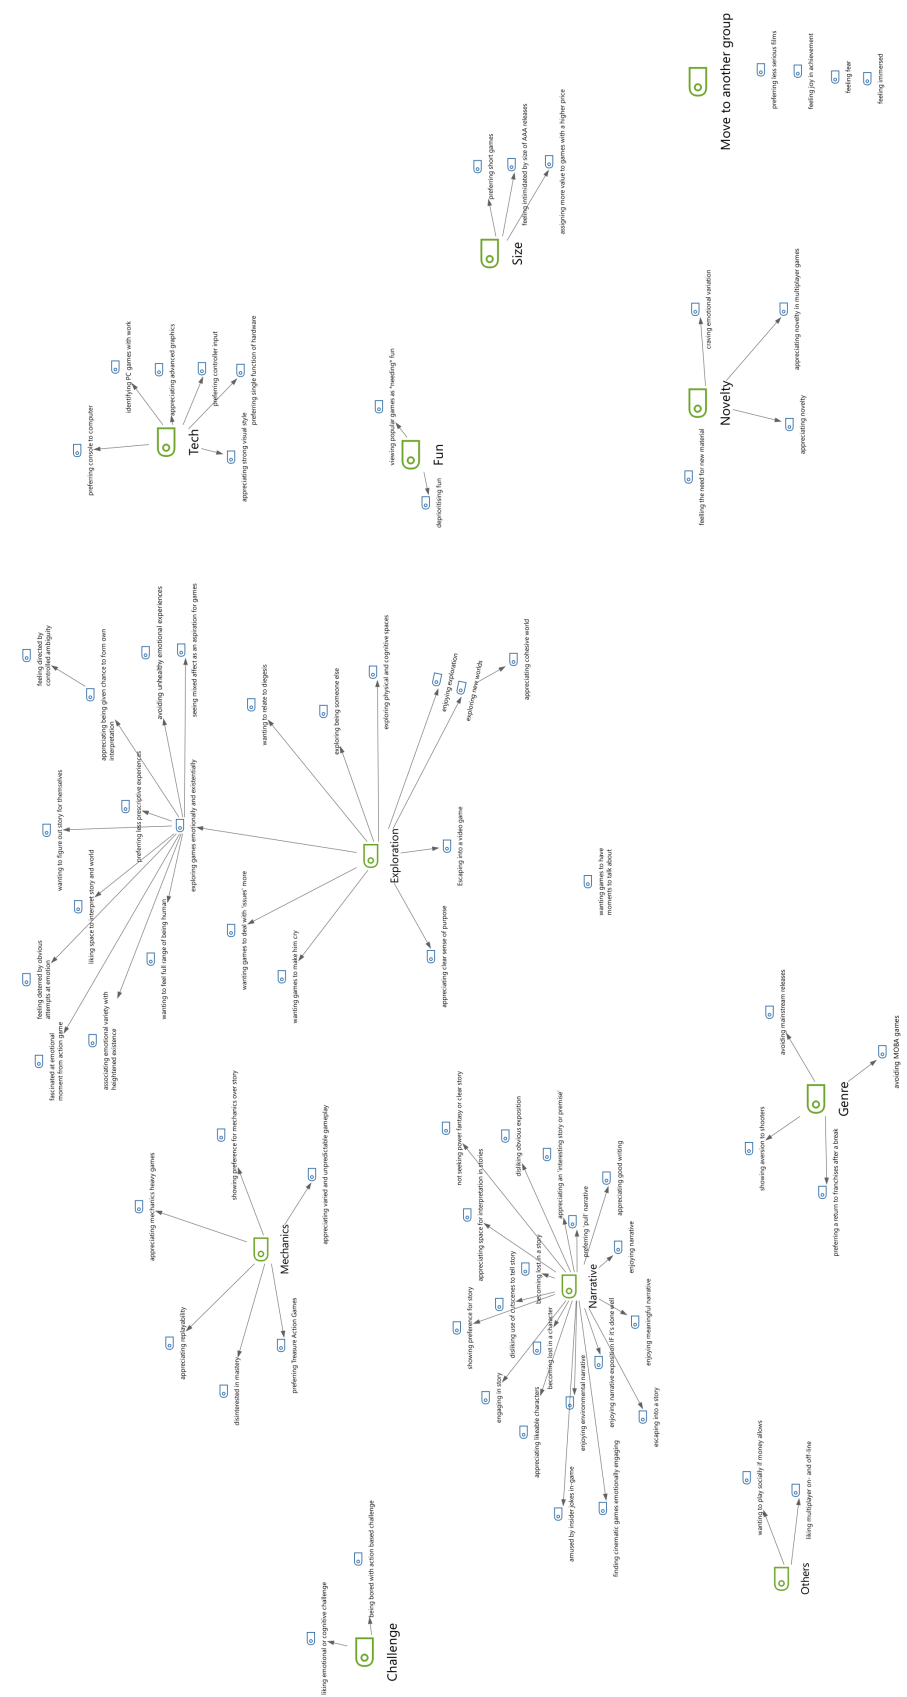 Move to another group
preferring less serious films
feeling joy in achievement
feeling fear
feeling immersed
Size
preferring short games
feeling intimidated by size of AAA releases
assigning more value to games with a higher price
Novelty
craving emotional variation
appreciating novelty in multiplayer games
appreciating novelty
feeling the need for new material
Tech
preferring console to computer
identifying PC games with work
appreciating advanced graphics
preferring controller input
preferring single function of hardware
appreciating strong visual style
Fun
viewing popular games as "needing" fun
deprioritising fun
Exploration
feeling directed by
controlled ambiguity
appreciating being given chance to form own
interpretation
avoiding unhealthy emotional experiences
seeing mixed affect as an aspiration for games
wanting to figure out story for themselves
preferring less prescriptive experiences
exploring games emotionally and existentially
liking space to interpret story and world
feeling deterred by obvious
attempts at emotion
fascinated at emotional
moment from action game
associating emotional variety with
heightened existence
wanting to feel full range of being human
wanting to relate to diegesis
exploring being someone else
exploring physical and cognitive spaces
enjoying exploration
exploring new worlds
appreciating cohesive world
Escaping into a video game
wanting games to deal with 'issues' more
wanting games to make him cry
appreciating clear sense of purpose
wanting games to have
moments to talk about
Genre
avoiding mainstream releases
avoiding MOBA games
showing aversion to shooters
preferring a return to franchises after a break
Mechanics
appreciating mechanics heavy games
showing preference for mechanics over story
appreciating varied and unpredictable gameplay
appreciating replayability
disinterested in mastery
preferring Treasure Action Games
Narrative
not seeking power fantasy or clear story
disliking obvious exposition
appreciating an 'interesting story or premise'
preferring 'pull' narrative
appreciating good writing
appreciating space for interpretation in stories
enjoying narrative
becoming lost in a story
disliking use of cutscenes to tell story
showing preference for story
becoming lost in a character
enjoying meaningful narrative
enjoying narrative exposition IF it's done well
engaging in story
appreciating likeable characters
enjoying environmental narrative
escaping into a story
amused by insider jokes in-game
finding cinematic games emotionally engaging
Others
wanting to play socially if money allows
liking multiplayer on- and off-line
Challenge
being bored with action based challenge
liking emotional or cognitive challenge